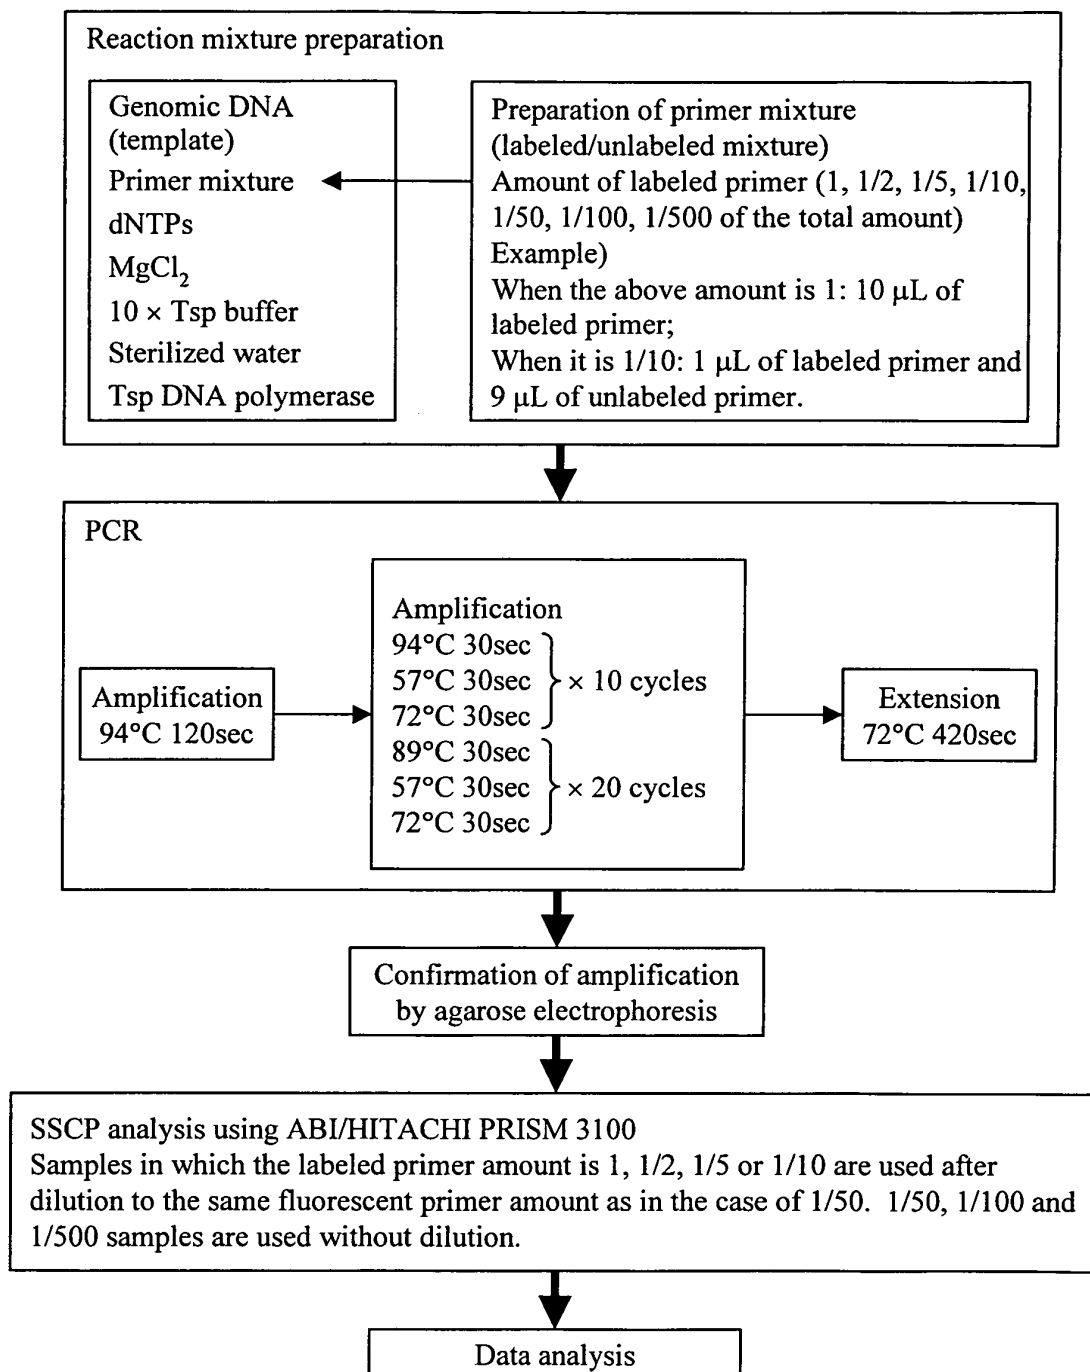 Reaction mixture preparation
Genomic DNA
(template)
Primer mixture
dNTPs
MgCl₂
10 × Tsp buffer
Sterilized water
Tsp DNA polymerase
Preparation of primer mixture
(labeled/unlabeled mixture)
Amount of labeled primer (1, 1/2, 1/5, 1/10,
1/50, 1/100, 1/500 of the total amount)
Example)
When the above amount is 1: 10 μL of
labeled primer;
When it is 1/10: 1 μL of labeled primer and
9 μL of unlabeled primer.
PCR
Amplification
94°C 120sec
Amplification
94°C 30sec
57°C 30sec
× 10 cycles
72°C 30sec
89°C 30sec
57°C 30sec
× 20 cycles
72°C 30sec
Extension
72°C 420sec
Confirmation of amplification
by agarose electrophoresis
SSCP analysis using ABI/HITACHI PRISM 3100
Samples in which the labeled primer amount is 1, 1/2, 1/5 or 1/10 are used after
dilution to the same fluorescent primer amount as in the case of 1/50. 1/50, 1/100 and
1/500 samples are used without dilution.
Data analysis